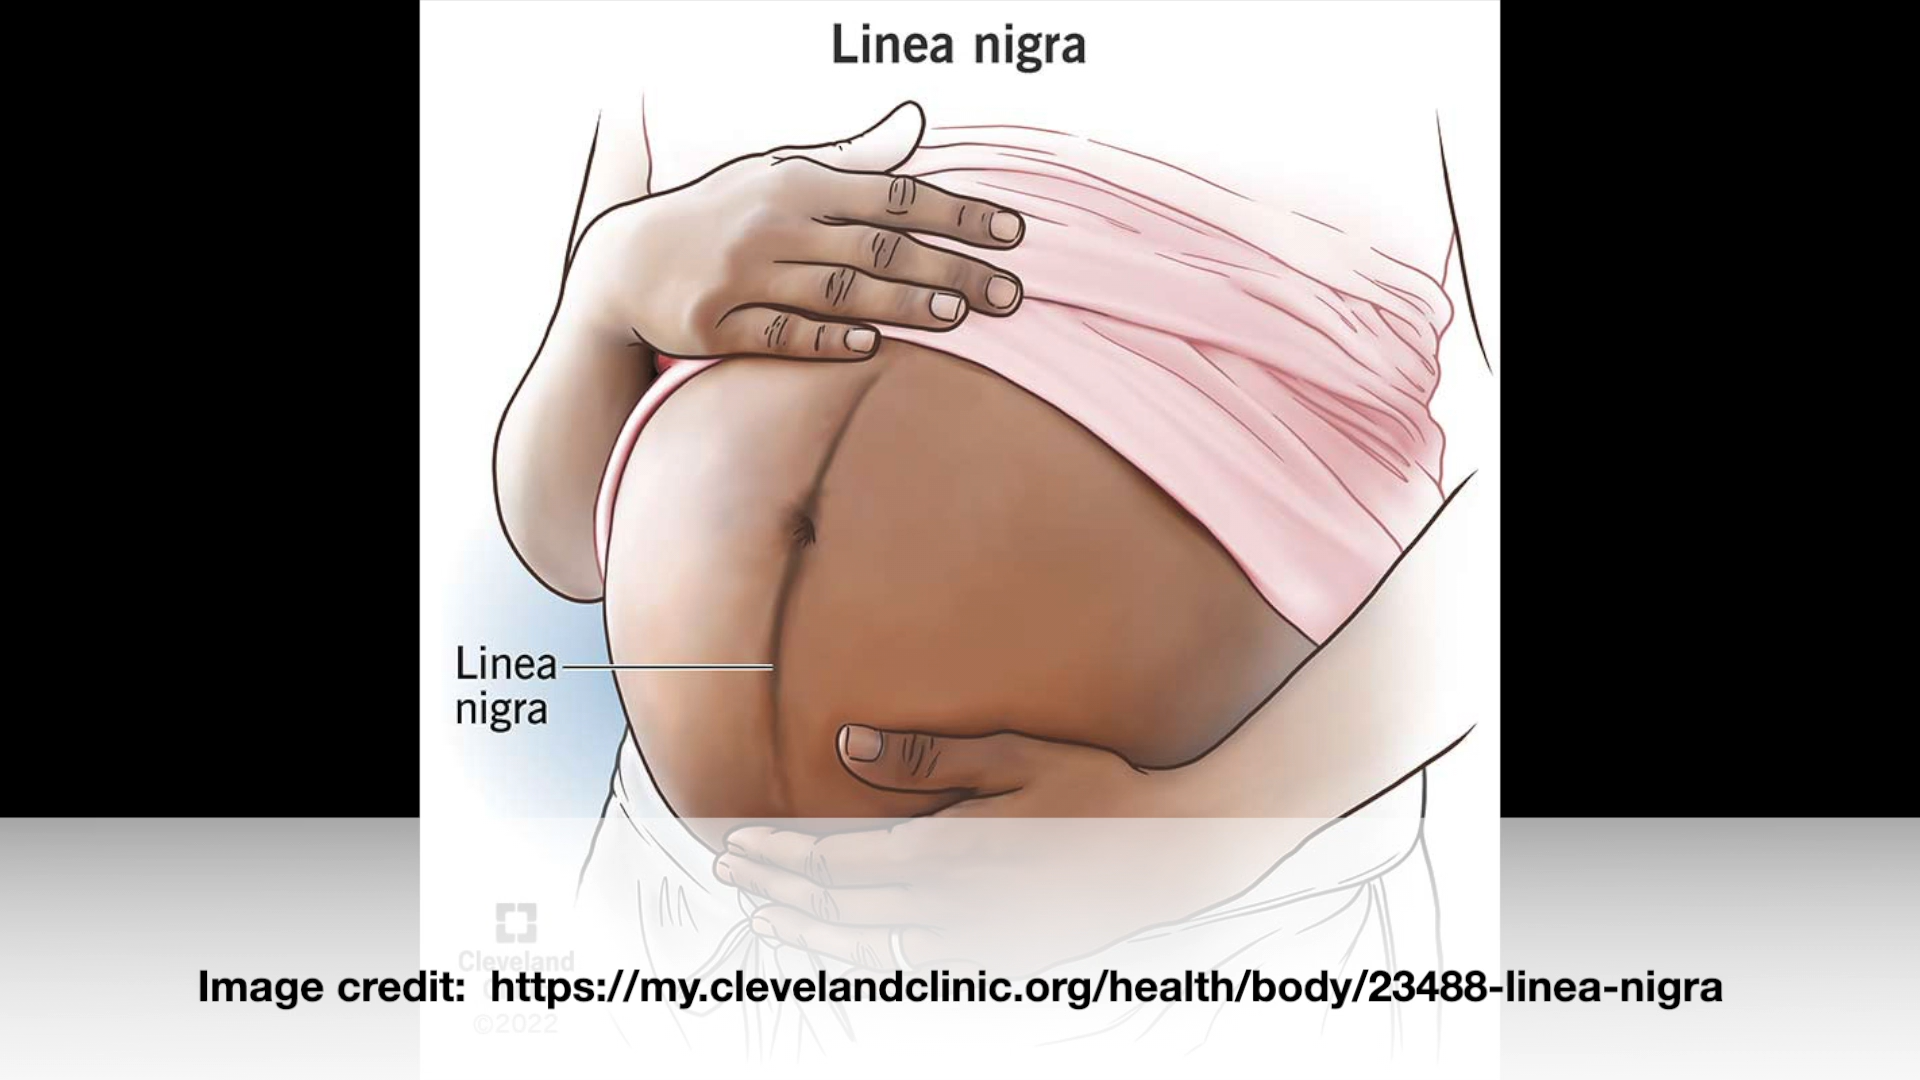 Linea nigra
Linea
nigra
Cleveland
Image credit:  https://my.clevelandclinic.org/health/body/23488-linea-nigra
©2022